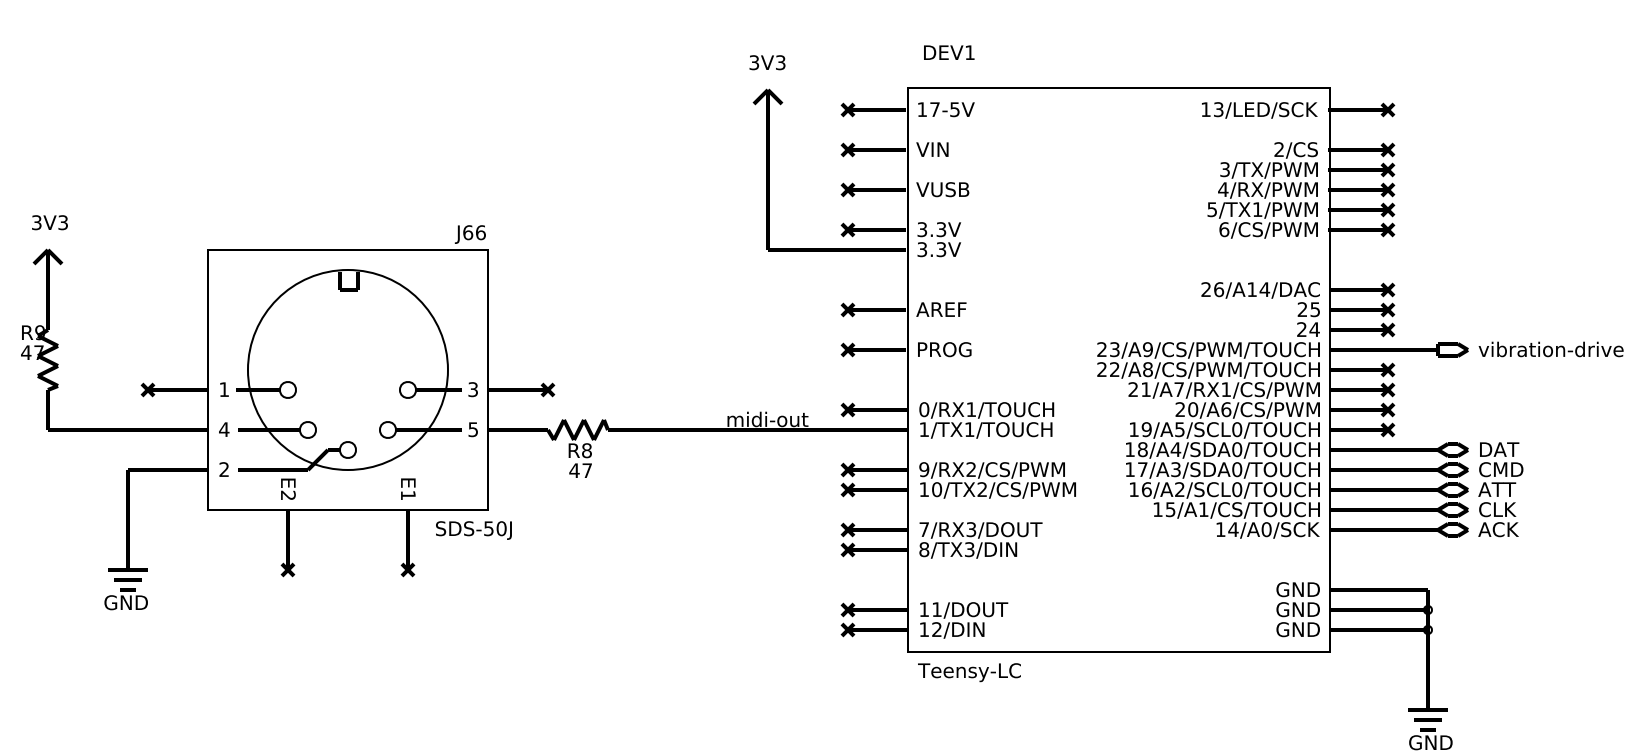 DEV1
3V3
17-5V
VIN
VUSB
3.3V
3.3V
AREF
PROG
0/RX1/TOUCH
1/TX1/TOUCH
9/RX2/CS/PWM
10/TX2/CS/PWM
7/RX3/DOUT
8/TX3/DIN
11/DOUT
12/DIN
13/LED/SCK
2/CS
3/TX/PWM
4/RX/PWM
5/TX1/PWM
6/CS/PWM
26/A14/DAC
25
24
23/A9/CS/PWM/TOUCH
22/A8/CS/PWM/TOUCH
21/A7/RX1/CS/PWM
20/A6/CS/PWM
19/A5/SCL0/TOUCH
18/A4/SDA0/TOUCH
17/A3/SDA0/TOUCH
16/A2/SCL0/TOUCH
15/A1/CS/TOUCH
14/A0/SCK
GND
GND
GND
vibration-drive
DAT
CMD
ATT
CLK
ACK
Teensy-LC
GND
3V3
R9
47
J66
1
4
2
3
5
E2
E1
SDS-50J
GND
midi-out
R8
47